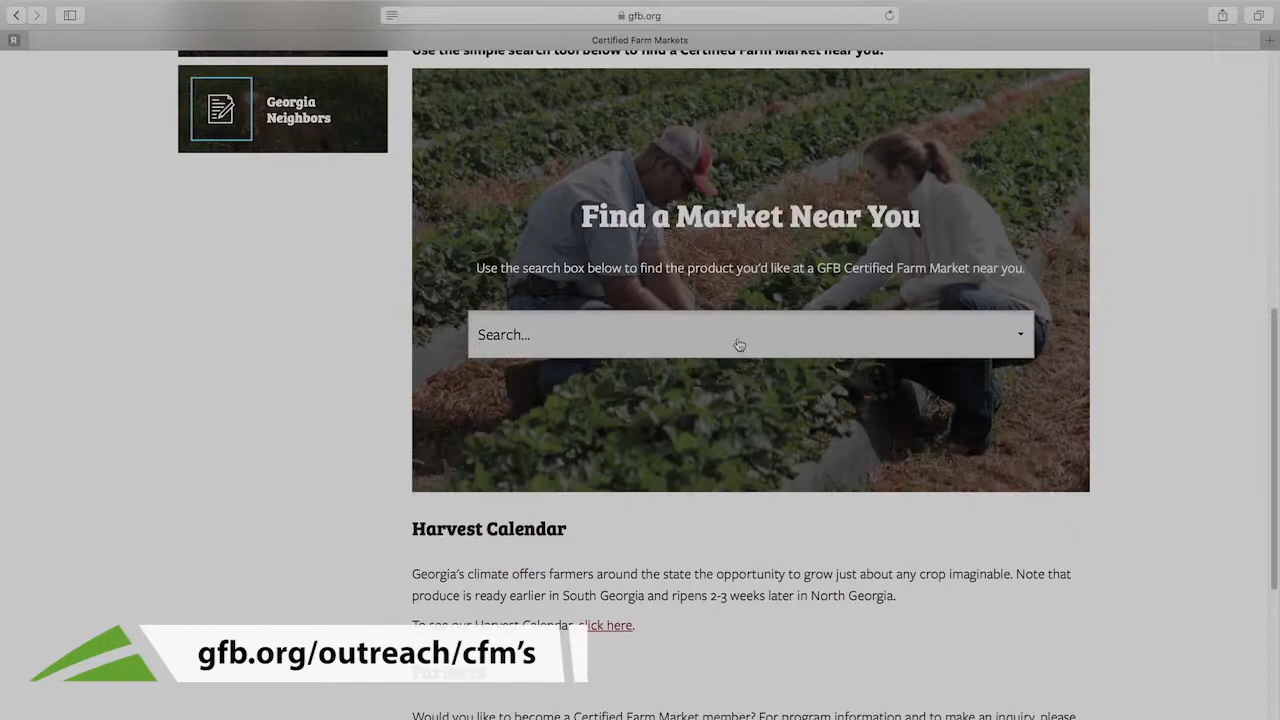 gfb.org
R
Certified Farm Markets
+
Use the simple search tool below to find a Certified Farm Market near you.
Georgia
Neighbors
Find a Market Near You
Use the search box below to find the product you'd like at a GFB Certified Farm Market near you.
Search...
Harvest Calendar
Georgia's climate offers farmers around the state the opportunity to grow just about any crop imaginable. Note that
produce is ready earlier in South Georgia and ripens 2-3 weeks later in North Georgia.
To see our Harvest Calendar, click here.
gfb.org/outreach/cfm's
Would you like to become a Certified Farm Market member? For program information and to make an inquiry, please